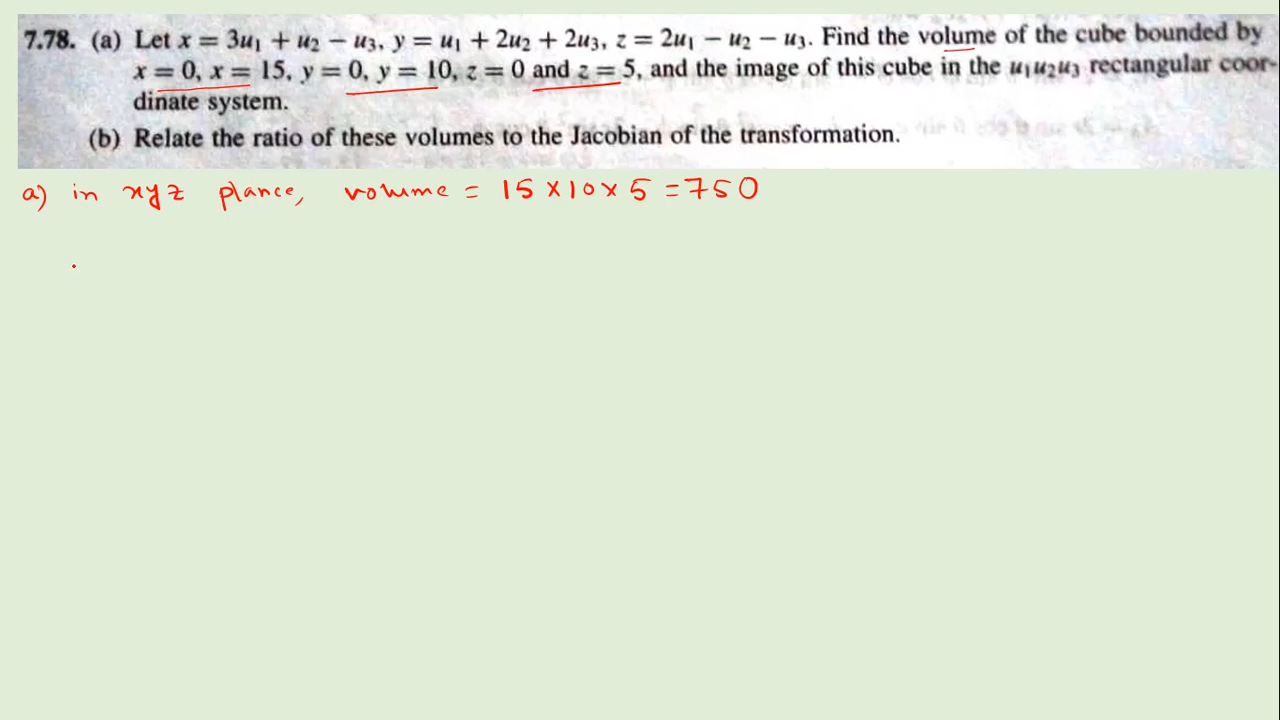 7.78. (a) Let x = 3u₁ + u₂ − u₃, y = u₁ + 2u₂ + 2u₃, z = 2u₁ − u₂ − u₃. Find the volume of the cube bounded by
x = 0, x = 15, y = 0, y = 10, z = 0 and z = 5, and the image of this cube in the u₁u₂u₃ rectangular coor-
dinate system.
(b) Relate the ratio of these volumes to the Jacobian of the transformation.
a) in xyz plance, volume = 15 × 10 × 5 = 750